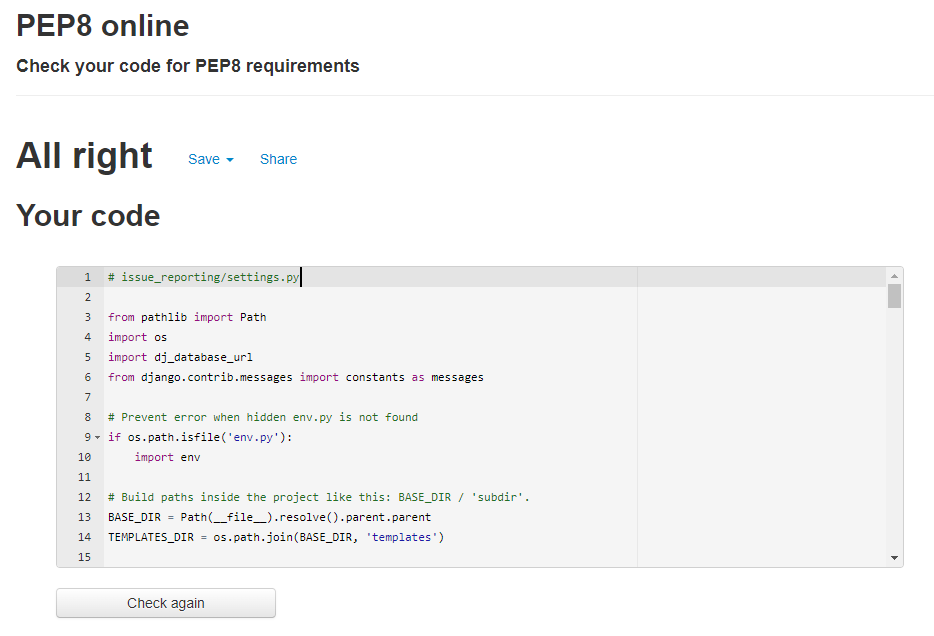 PEP8 online
Check your code for PEP8 requirements
All right Save Share
Your code
1 # issue_reporting/settings.py
2
3 from pathlib import Path
4 import os
5 import dj_database_url
6 from django.contrib.messages import constants as messages
7
8 # Prevent error when hidden env.py is not found
9 if os.path.isfile('env.py'):
10     import env
11
12 # Build paths inside the project like this: BASE_DIR / 'subdir'.
13 BASE_DIR = Path(__file__).resolve().parent.parent
14 TEMPLATES_DIR = os.path.join(BASE_DIR, 'templates')
15
Check again